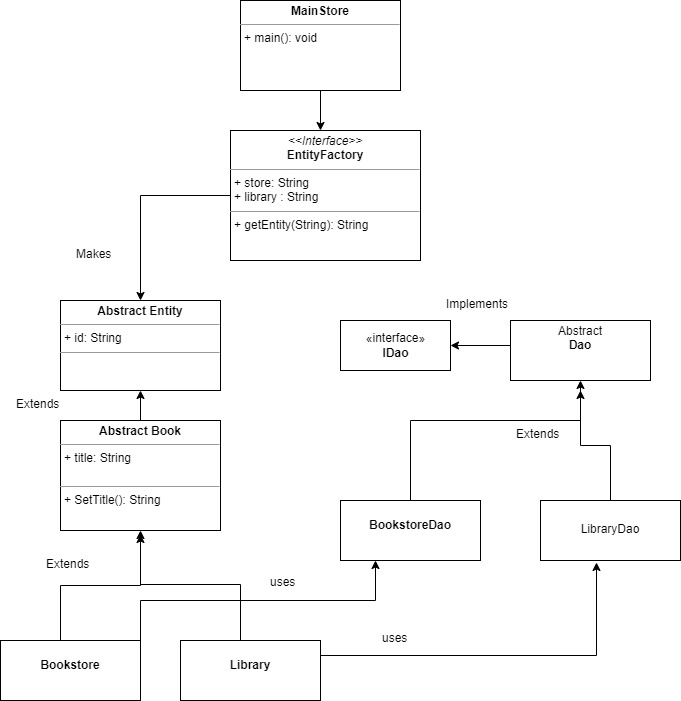 MainStore
+ main(): void
<<Interface>>
EntityFactory
+ store: String
+ library : String
+ getEntity(String): String
Makes
Abstract Entity
+ id: String
Implements
«interface»
IDao
Abstract
Dao
Extends
Abstract Book
+ title: String
+ SetTitle(): String
Extends
BookstoreDao
LibraryDao
Extends
uses
uses
Bookstore
Library